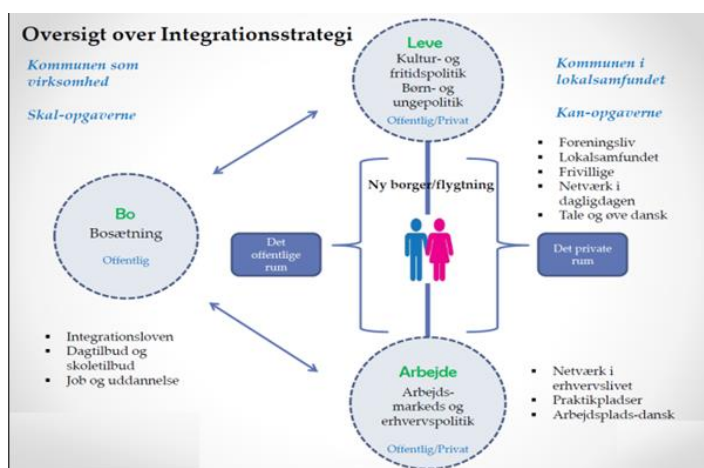 Oversigt over Integrationsstrategi
Kommunen som
virksomhed
Skal-opgaverne
Leve
Kultur- og
fritidspolitik
Børn- og
ungepolitik
Offentlig/Privat
Kommunen i
lokalsamfundet
Kan-opgaverne
▪ Foreningsliv
▪ Lokalsamfundet
▪ Frivillige
▪ Netværk i
dagligdagen
▪ Tale og øve dansk
Ny borger/flygtning
Bo
Bosætning
Offentlig
Det
offentlige
rum
Det private
rum
▪ Integrationsloven
▪ Dagtilbud og
skoletilbud
▪ Job og uddannelse
Arbejde
Arbejds-
markeds og
erhvervspolitik
Offentlig/Privat
▪ Netværk i
erhvervslivet
▪ Praktikpladser
▪ Arbejdsplads-dansk